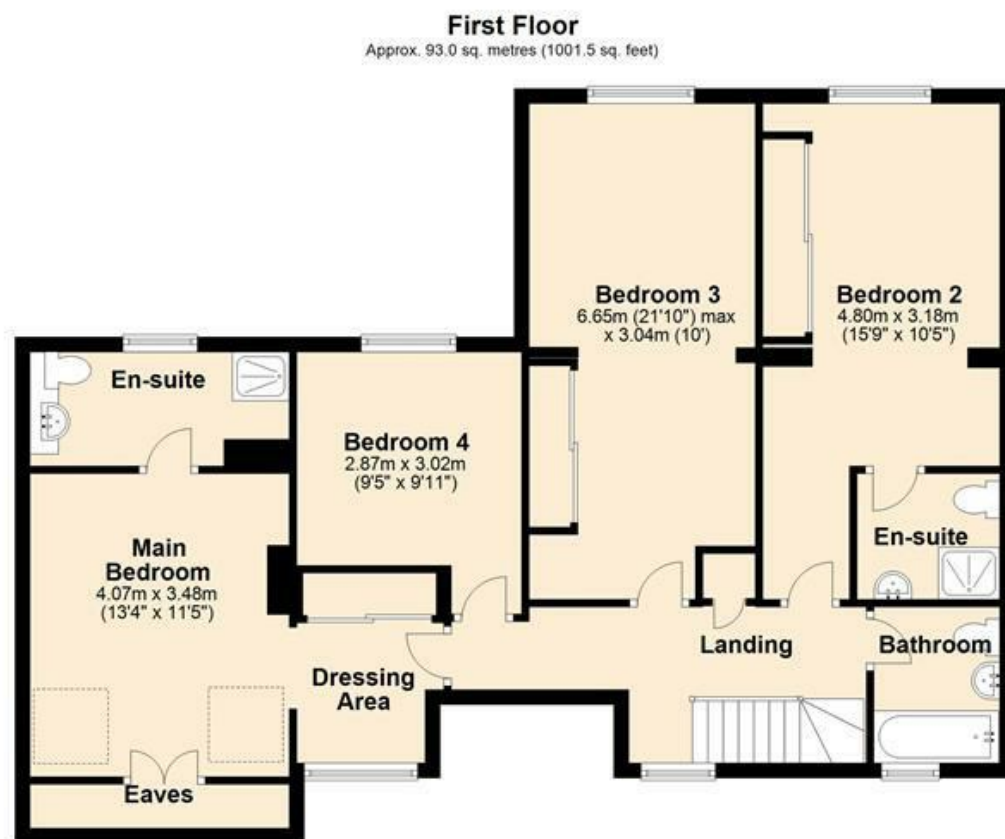 First Floor
Approx. 93.0 sq. metres (1001.5 sq. feet)
Bedroom 3
6.65m (21'10") max
x 3.04m (10')
Bedroom 2
4.80m x 3.18m
(15'9" x 10'5")
En-suite
Bedroom 4
2.87m x 3.02m
(9'5" x 9'11")
Main
Bedroom
4.07m x 3.48m
(13'4" x 11'5")
En-suite
Landing
Bathroom
Dressing
Area
Eaves